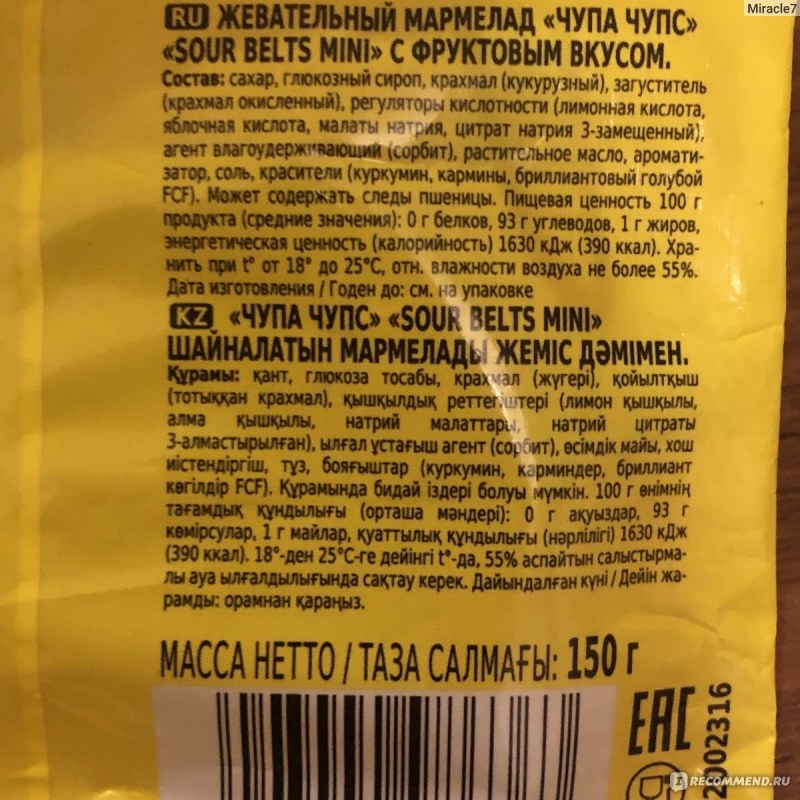 Miracle7
RU ЖЕВАТЕЛЬНЫЙ МАРМЕЛАД «ЧУПА ЧУПС»
«SOUR BELTS MINI» С ФРУКТОВЫМ ВКУСОМ.
Состав: сахар, глюкозный сироп, крахмал (кукурузный), загуститель
(крахмал окисленный), регуляторы кислотности (лимонная кислота,
яблочная кислота, малаты натрия, цитрат натрия 3-замещенный),
агент влагоудерживающий (сорбит), растительное масло, аромати-
затор, соль, красители (куркумин, кармины, бриллиантовый голубой
FCF). Может содержать следы пшеницы. Пищевая ценность 100 г
продукта (средние значения): 0 г белков, 93 г углеводов, 1 г жиров,
энергетическая ценность (калорийность) 1630 кДж (390 ккал). Хра-
нить при t° от 18° до 25°С, отн. влажности воздуха не более 55%.
Дата изготовления / Годен до: см. на упаковке
KZ «ЧУПА ЧУПС» «SOUR BELTS MINI»
ШАЙНАЛАТЫН МАРМЕЛАДЫ ЖЕМІС ДӘМІМЕН.
Құрамы: қант, глюкоза тосабы, крахмал (жүгері), қойылтқыш
(тотыққан крахмал), қышқылдық реттегіштері (лимон қышқылы,
алма қышқылы, натрий малаттары, натрий цитраты
3-алмастырылған), ылғал ұстағыш агент (сорбит), өсімдік майы, хош
иістендіргіш, тұз, бояғыштар (куркумин, карминдер, бриллиант
көгілдір FCF). Құрамында бидай іздері болуы мүмкін. 100 г өнімнің
тағамдық құндылығы (орташа мәндері): 0 г ақуыздар, 93 г
көмірсулар, 1 г майлар, қуаттылық құндылығы (нәрлілігі) 1630 кДж
(390 ккал). 18°-ден 25°С-ге дейінгі t°-да, 55% аспайтын салыстырма-
лы ауа ылғалдылығында сақтау керек. Дайындалған күні / Дейін жа-
рамды: орамнан қараңыз.
МАССА НЕТТО / ТАЗА САЛМАҒЫ: 150 г
EAC
2002316
IRECOMMEND.RU